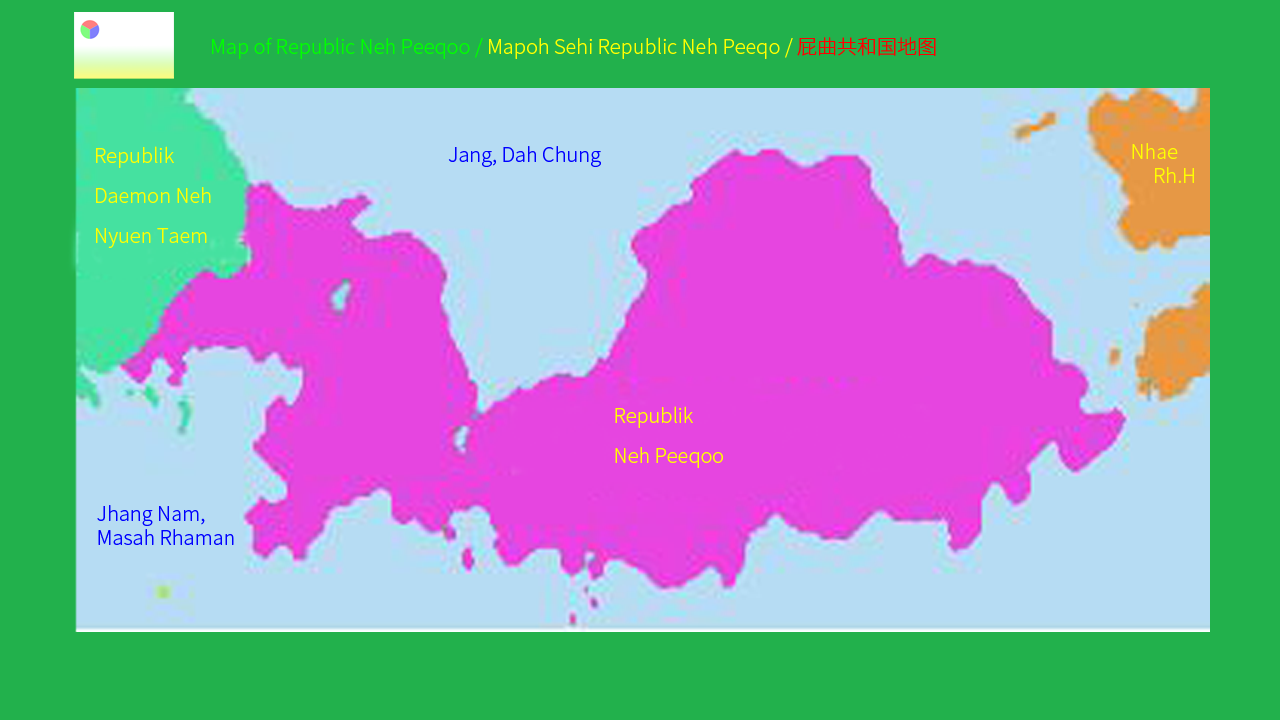 Map of Republic Neh Peeqoo / Mapoh Sehi Republic Neh Peeqo / 屁曲共和国地图
Republik
Daemon Neh
Nyuen Taem
Jang, Dah Chung
Nhae
Rh.H
Republik
Neh Peeqoo
Jhang Nam,
Masah Rhaman